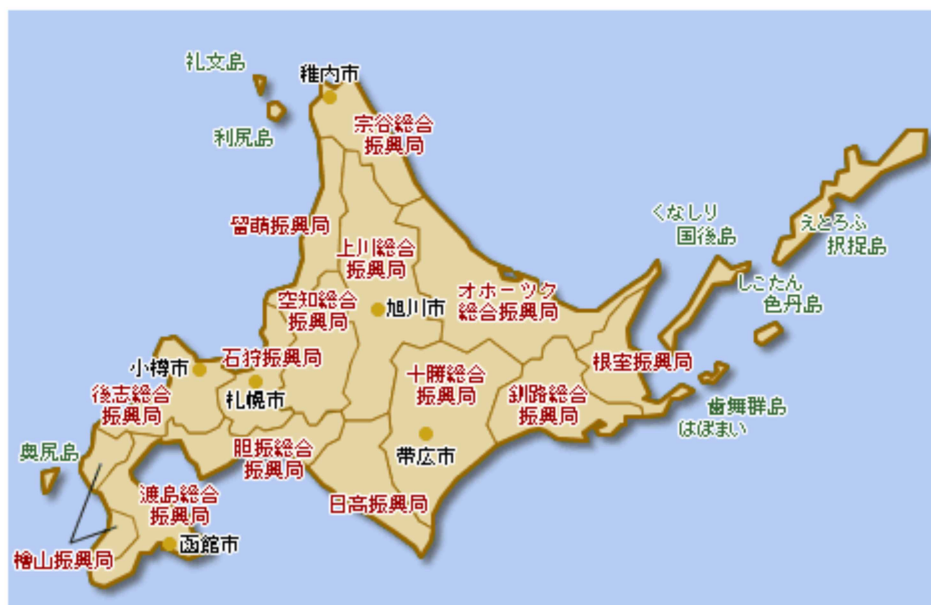 礼文島
稚内市
利尻島
宗谷総合
振興局
留萌振興局
上川総合
振興局
くなしり
国後島
えとろふ
択捉島
しこたん
色丹島
オホーツク
総合振興局
空知総合
振興局
旭川市
小樽市
石狩振興局
根室振興局
後志総合
振興局
札幌市
十勝総合
振興局
釧路総合
振興局
歯舞群島
はぼまい
奥尻島
胆振総合
振興局
帯広市
渡島総合
振興局
日高振興局
函館市
檜山振興局